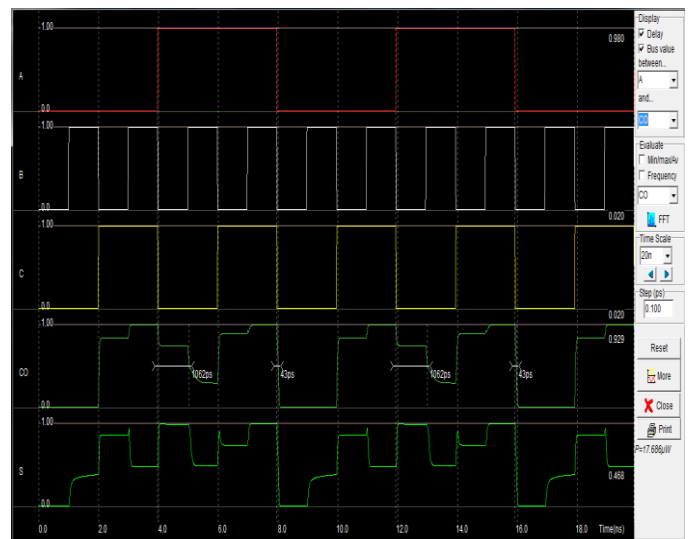 1.00
0.980
A
0.0
1.00
B
0.0
0.020
1.00
C
0.0
0.020
1.00
0.929
CO
1062ps
43ps
1062ps
43ps
0.0
1.00
S
0.468
0.0
0.0 2.0 4.0 6.0 8.0 10.0 12.0 14.0 16.0 18.0 Time(ns)
Display
Delay
Bus value
between...
A
and...
CO
Evaluate
Min/max/Av
Frequency
CO
FFT
Time Scale
20n
Step (ps)
0.100
Reset
More
Close
Print
P=17.686µW